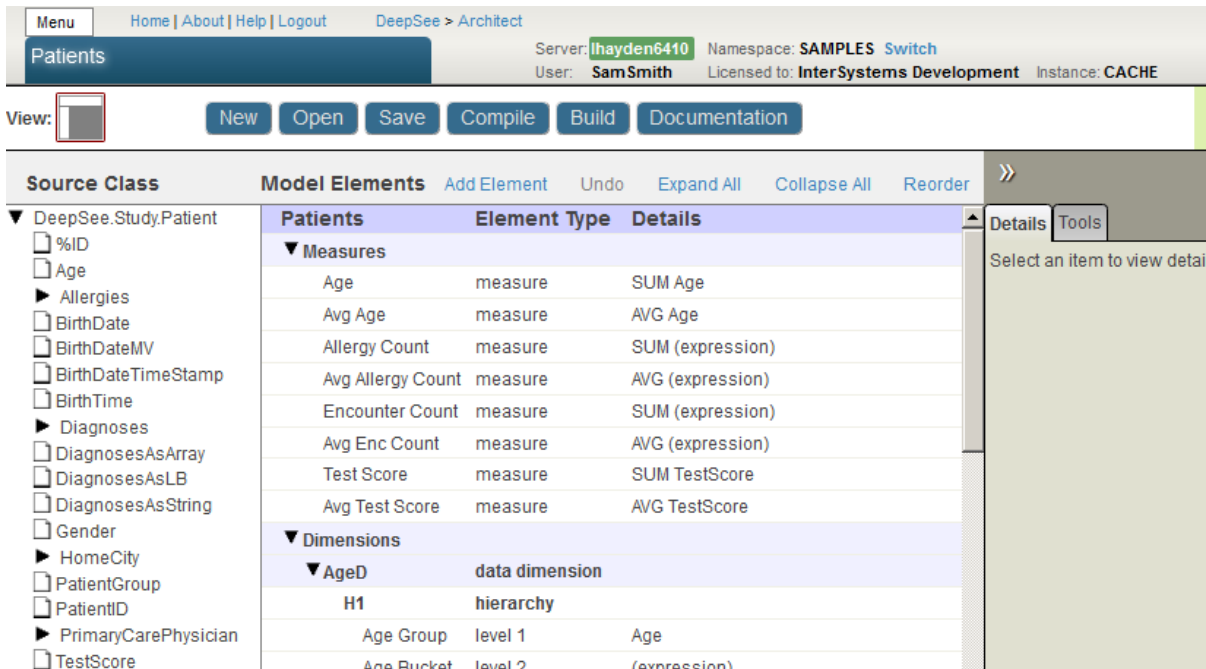 Menu Home | About | Help | Logout DeepSee > Architect
Patients
Server: lhayden6410 Namespace: SAMPLES Switch
User: SamSmith Licensed to: InterSystems Development Instance: CACHE
View: New Open Save Compile Build Documentation
»
Source Class
Model Elements Add Element Undo Expand All Collapse All Reorder
DeepSee.Study.Patient
%ID
Age
Allergies
BirthDate
BirthDateMV
BirthDateTimeStamp
BirthTime
Diagnoses
DiagnosesAsArray
DiagnosesAsLB
DiagnosesAsString
Gender
HomeCity
PatientGroup
PatientID
PrimaryCarePhysician
TestScore
Patients Element Type Details
Measures
Age measure SUM Age
Avg Age measure AVG Age
Allergy Count measure SUM (expression)
Avg Allergy Count measure AVG (expression)
Encounter Count measure SUM (expression)
Avg Enc Count measure AVG (expression)
Test Score measure SUM TestScore
Avg Test Score measure AVG TestScore
Dimensions
AgeD data dimension
H1 hierarchy
Age Group level 1 Age
Age Bucket level 2 (expression)
Details Tools
Select an item to view detai